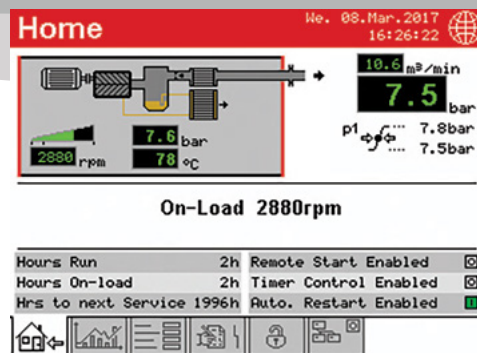 Home
We. 08.Mar.2017
16:26:22
10.6 m³/min
7.5 bar
7.6 bar
p1 7.8bar
7.5bar
2880 rpm
78 °C
On-Load 2880rpm
Hours Run 2h Remote Start Enabled
Hours On-load 2h Timer Control Enabled
Hrs to next Service 1996h Auto. Restart Enabled